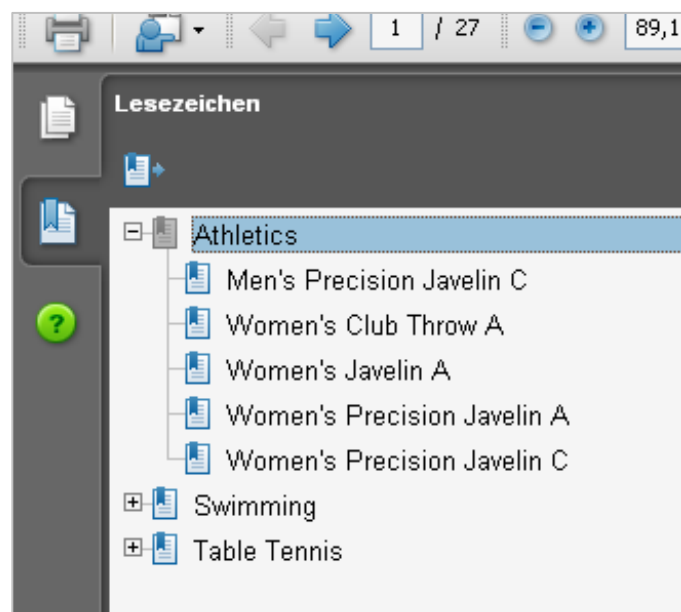 1 / 27 89,1
Lesezeichen
Athletics
Men's Precision Javelin C
Women's Club Throw A
Women's Javelin A
Women's Precision Javelin A
Women's Precision Javelin C
Swimming
Table Tennis